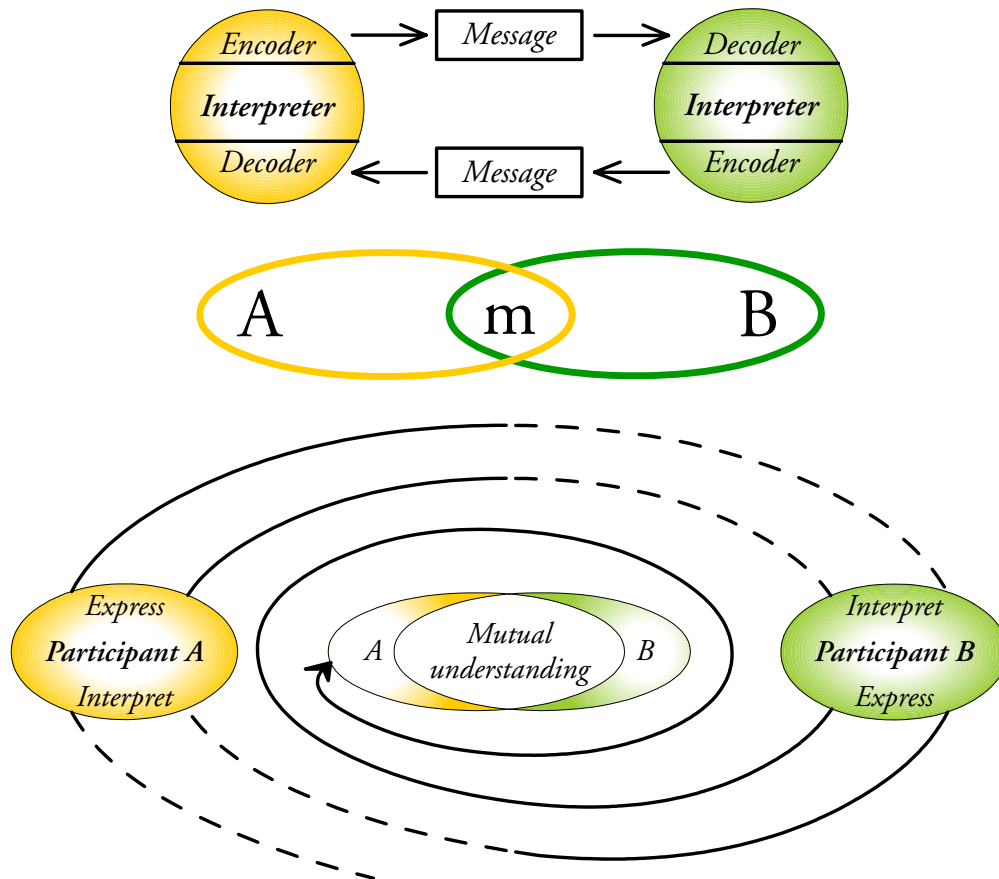 Encoder
Message
Decoder
Interpreter
Interpreter
Decoder
Message
Encoder
A
m
B
Express
Participant A
Interpret
A
Mutual
understanding
B
Interpret
Participant B
Express